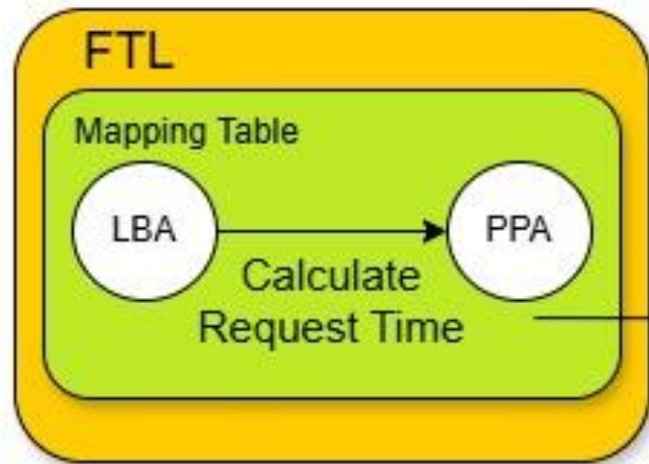 FTL
Mapping Table
LBA
PPA
Calculate
Request Time